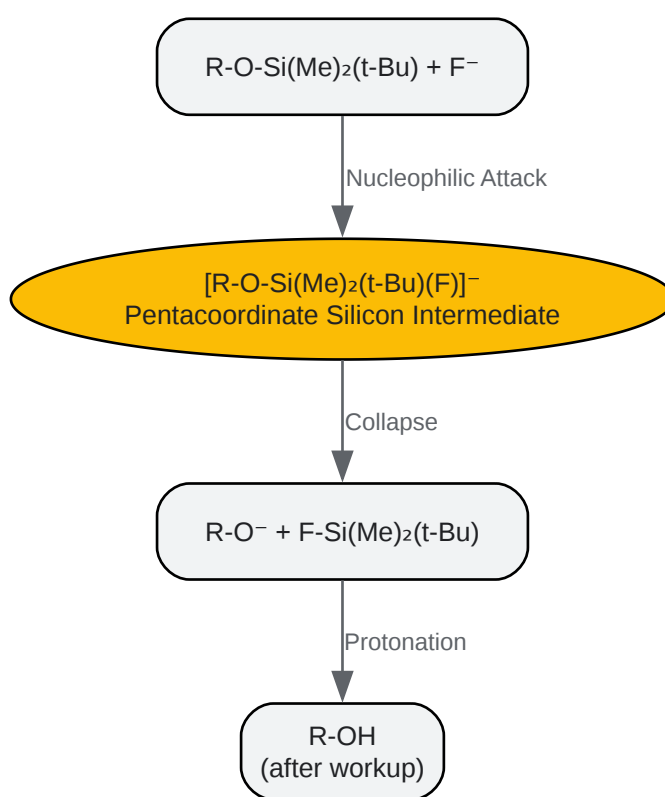 R-O-Si(Me)₂(t-Bu) + F⁻
Nucleophilic Attack
[R-O-Si(Me)₂(t-Bu)(F)]⁻
Pentacoordinate Silicon Intermediate
Collapse
R-O⁻ + F-Si(Me)₂(t-Bu)
Protonation
R-OH
(after workup)